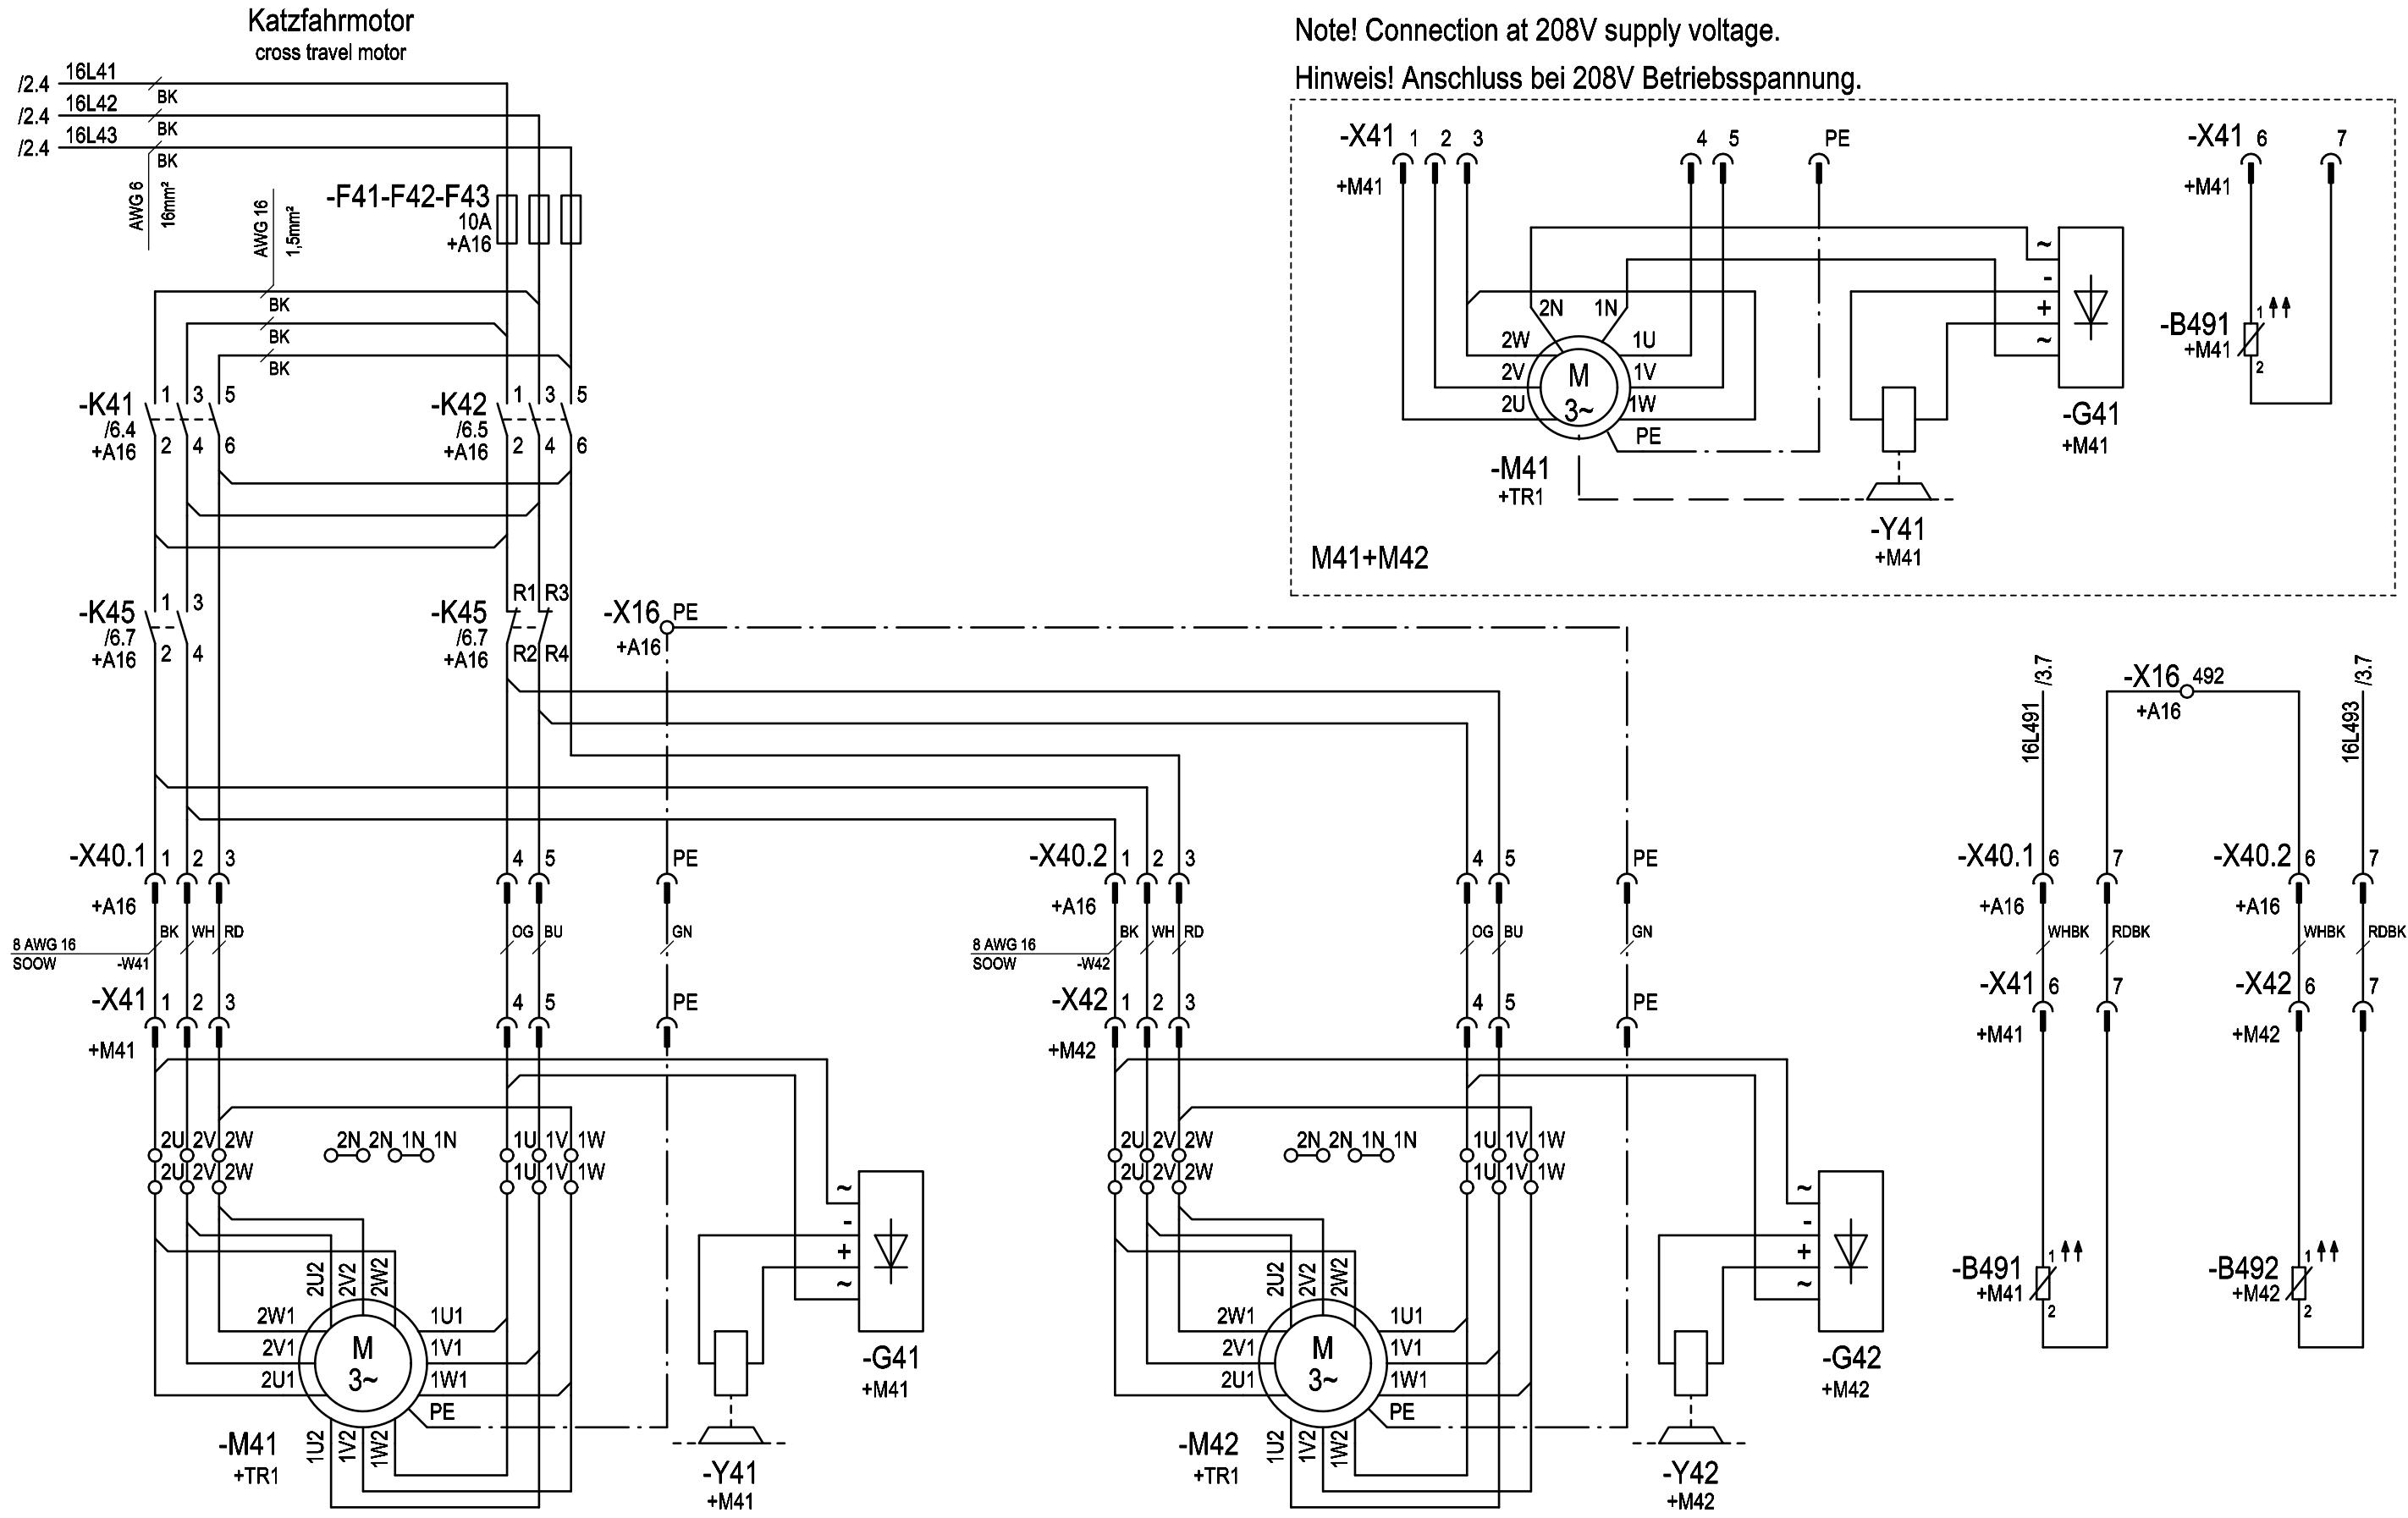 Katzfahrmotor
cross travel motor
/2.4 16L41 BK
/2.4 16L42 BK
/2.4 16L43 BK
AWG 6
16mm²
AWG 16
1,5mm²
-F41-F42-F43
10A
+A16
BK
BK
BK
-K41 1 3 5
/6.4
+A16 2 4 6
-K42 1 3 5
/6.5
+A16 2 4 6
-K45 1 3
/6.7
+A16 2 4
-K45 R1 R3
/6.7
+A16 R2 R4
-X16 PE
+A16
-X40.1 1 2 3 4 5 PE
+A16
BK WH RD OG BU GN
8 AWG 16
SOOW -W41
-X41 1 2 3 4 5 PE
+M41
2U 2V 2W 2N 2N 1N 1N 1U 1V 1W
2U 2V 2W 1U 1V 1W
2U2 2V2 2W2
2W1 1U1
2V1 M 1V1
2U1 3~ 1W1
PE
-M41
+TR1
1U2 1V2 1W2
~
-
+
~
-G41
+M41
-Y41
+M41
-X40.2 1 2 3 4 5 PE
+A16
BK WH RD OG BU GN
8 AWG 16
SOOW -W42
-X42 1 2 3 4 5 PE
+M42
2U 2V 2W 2N 2N 1N 1N 1U 1V 1W
2U 2V 2W 1U 1V 1W
2U2 2V2 2W2
2W1 1U1
2V1 M 1V1
2U1 3~ 1W1
PE
-M42
+TR1
1U2 1V2 1W2
~
-
+
~
-G42
+M42
-Y42
+M42
Note! Connection at 208V supply voltage.
Hinweis! Anschluss bei 208V Betriebsspannung.
-X41 1 2 3 4 5 PE
+M41
2N 1N
2W 1U
2V M 1V
2U 3~ 1W
PE
-M41
+TR1
~
-
+
~
-G41
+M41
-Y41
+M41
M41+M42
-X41 6 7
+M41
-B491 1
+M41
2
/3.7
16L491
-X16 492
+A16
/3.7
16L493
-X40.1 6 7
+A16
WHBK RDBK
-X41 6 7
+M41
-B491 1
+M41
2
-X40.2 6 7
+A16
WHBK RDBK
-X42 6 7
+M42
-B492 1
+M42
2